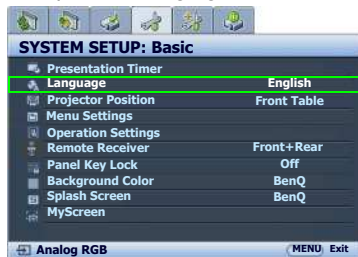 SYSTEM SETUP: Basic
Presentation Timer
Language English
Projector Position Front Table
Menu Settings
Operation Settings
Remote Receiver Front+Rear
Panel Key Lock Off
Background Color BenQ
Splash Screen BenQ
MyScreen
Analog RGB MENU Exit